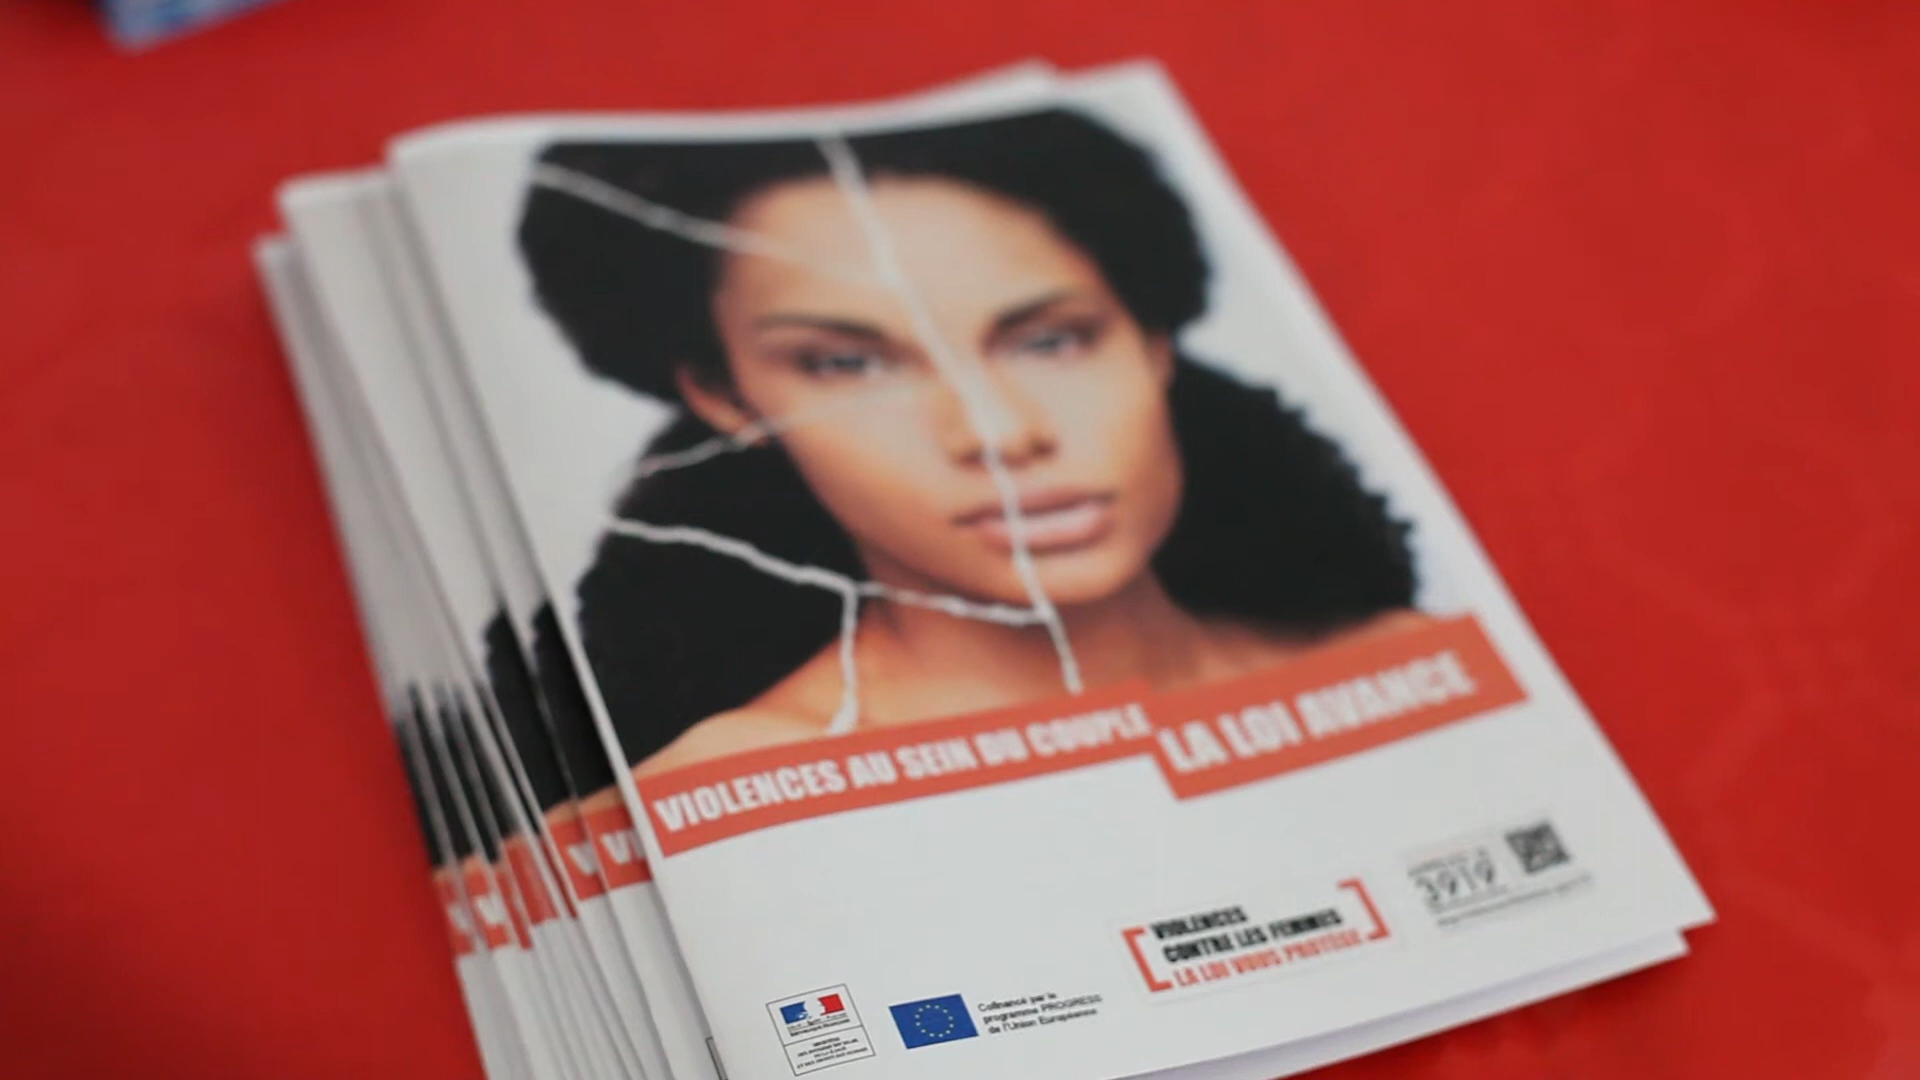 VIOLENCES AU SEIN DU COUPLE
LA LOI AVANCE
VIOLENCES
CONTRE LES FEMMES
LA LOI VOUS PROTÈGE
3919
Cofinancé par le
programme PROGRESS
de l'Union Européenne